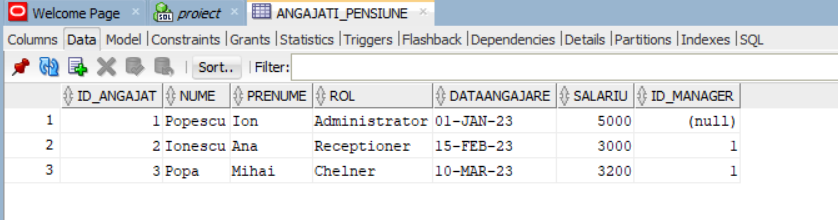 Welcome Page × proiect × ANGAJATI_PENSIUNE ×
Columns Data Model Constraints Grants Statistics Triggers Flashback Dependencies Details Partitions Indexes SQL
Sort.. Filter:
ID_ANGAJAT NUME PRENUME ROL DATAANGAJARE SALARIU ID_MANAGER
1 1 Popescu Ion Administrator 01-JAN-23 5000 (null)
2 2 Ionescu Ana Receptioner 15-FEB-23 3000 1
3 3 Popa Mihai Chelner 10-MAR-23 3200 1